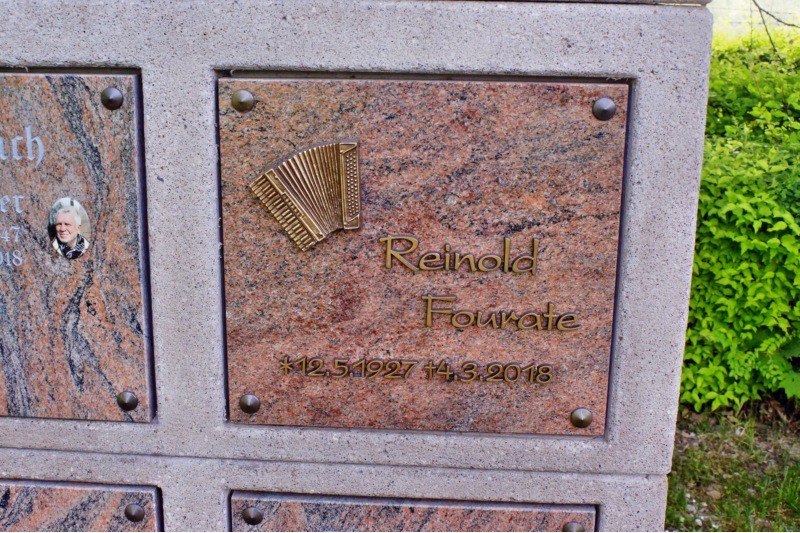 Reinold
Fourate
*12.5.1927 †4.3.2018